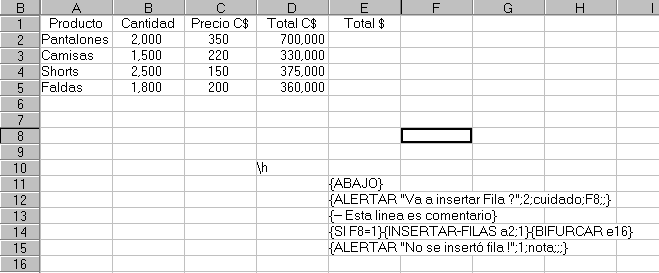 B A B C D E F G H I
1 Producto Cantidad Precio C$ Total C$ Total $
2 Pantalones 2,000 350 700,000
3 Camisas 1,500 220 330,000
4 Shorts 2,500 150 375,000
5 Faldas 1,800 200 360,000
6
7
8
9
10 \h
11 {ABAJO}
12 {ALERTAR "Va a insertar Fila ?";2;cuidado;F8;;}
13 {-- Esta linea es comentario}
14 {SI F8=1}{INSERTAR-FILAS a2;1}{BIFURCAR e16}
15 {ALERTAR "No se insertó fila !";1;nota;;;}
16